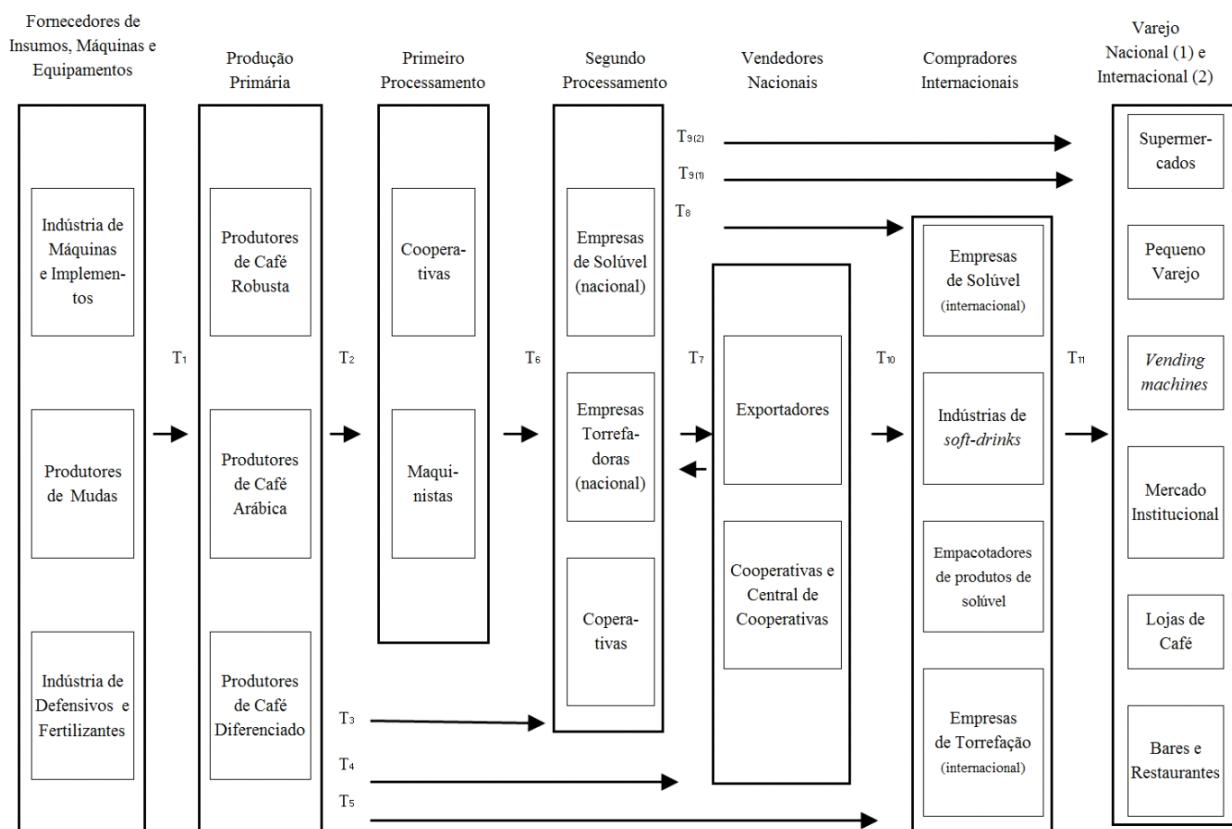 Fornecedores de
Insumos, Máquinas e
Equipamentos
Produção
Primária
Primeiro
Processamento
Segundo
Processamento
Vendedores
Nacionais
Compradores
Internacionais
Varejo
Nacional (1) e
Internacional (2)
Indústria de
Máquinas
e Implemen-
tos
Produtores
de Mudas
Indústria de
Defensivos e
Fertilizantes
T1
Produtores
de Café
Robusta
Produtores
de Café
Arábica
Produtores
de Café
Diferenciado
T2
T3
T4
T5
Coopera-
tivas
Maqui-
nistas
T6
Empresas
de Solúvel
(nacional)
Empresas
Torrefa-
doras
(nacional)
Copera-
tivas
T9(2)
T9(1)
T8
T7
Exportadores
Cooperativas e
Central de
Cooperativas
T10
Empresas
de Solúvel
(internacional)
Indústrias de
soft-drinks
Empacotadores
de produtos de
solúvel
Empresas
de Torrefação
(internacional)
T11
Supermer-
cados
Pequeno
Varejo
Vending
machines
Mercado
Institucional
Lojas de
Café
Bares e
Restaurantes